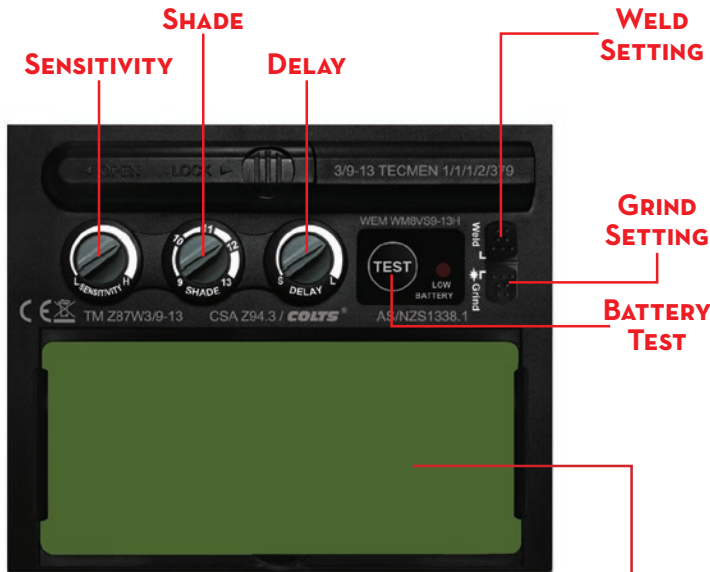 SHADE
WELD
SETTING
SENSITIVITY
DELAY
◄ OPEN LOCK ► 3/9-13 TECMEN 1/1/1/2/379
WEM WM8VS9-13H
Weld
GRIND
SETTING
10 11 12
L SENSITIVITY H
9 SHADE 13
S DELAY L
TEST
LOW
BATTERY
Grind
CE TM Z87W3/9-13 CSA Z94.3 / COLTS® AS/NZS1338.1
BATTERY
TEST